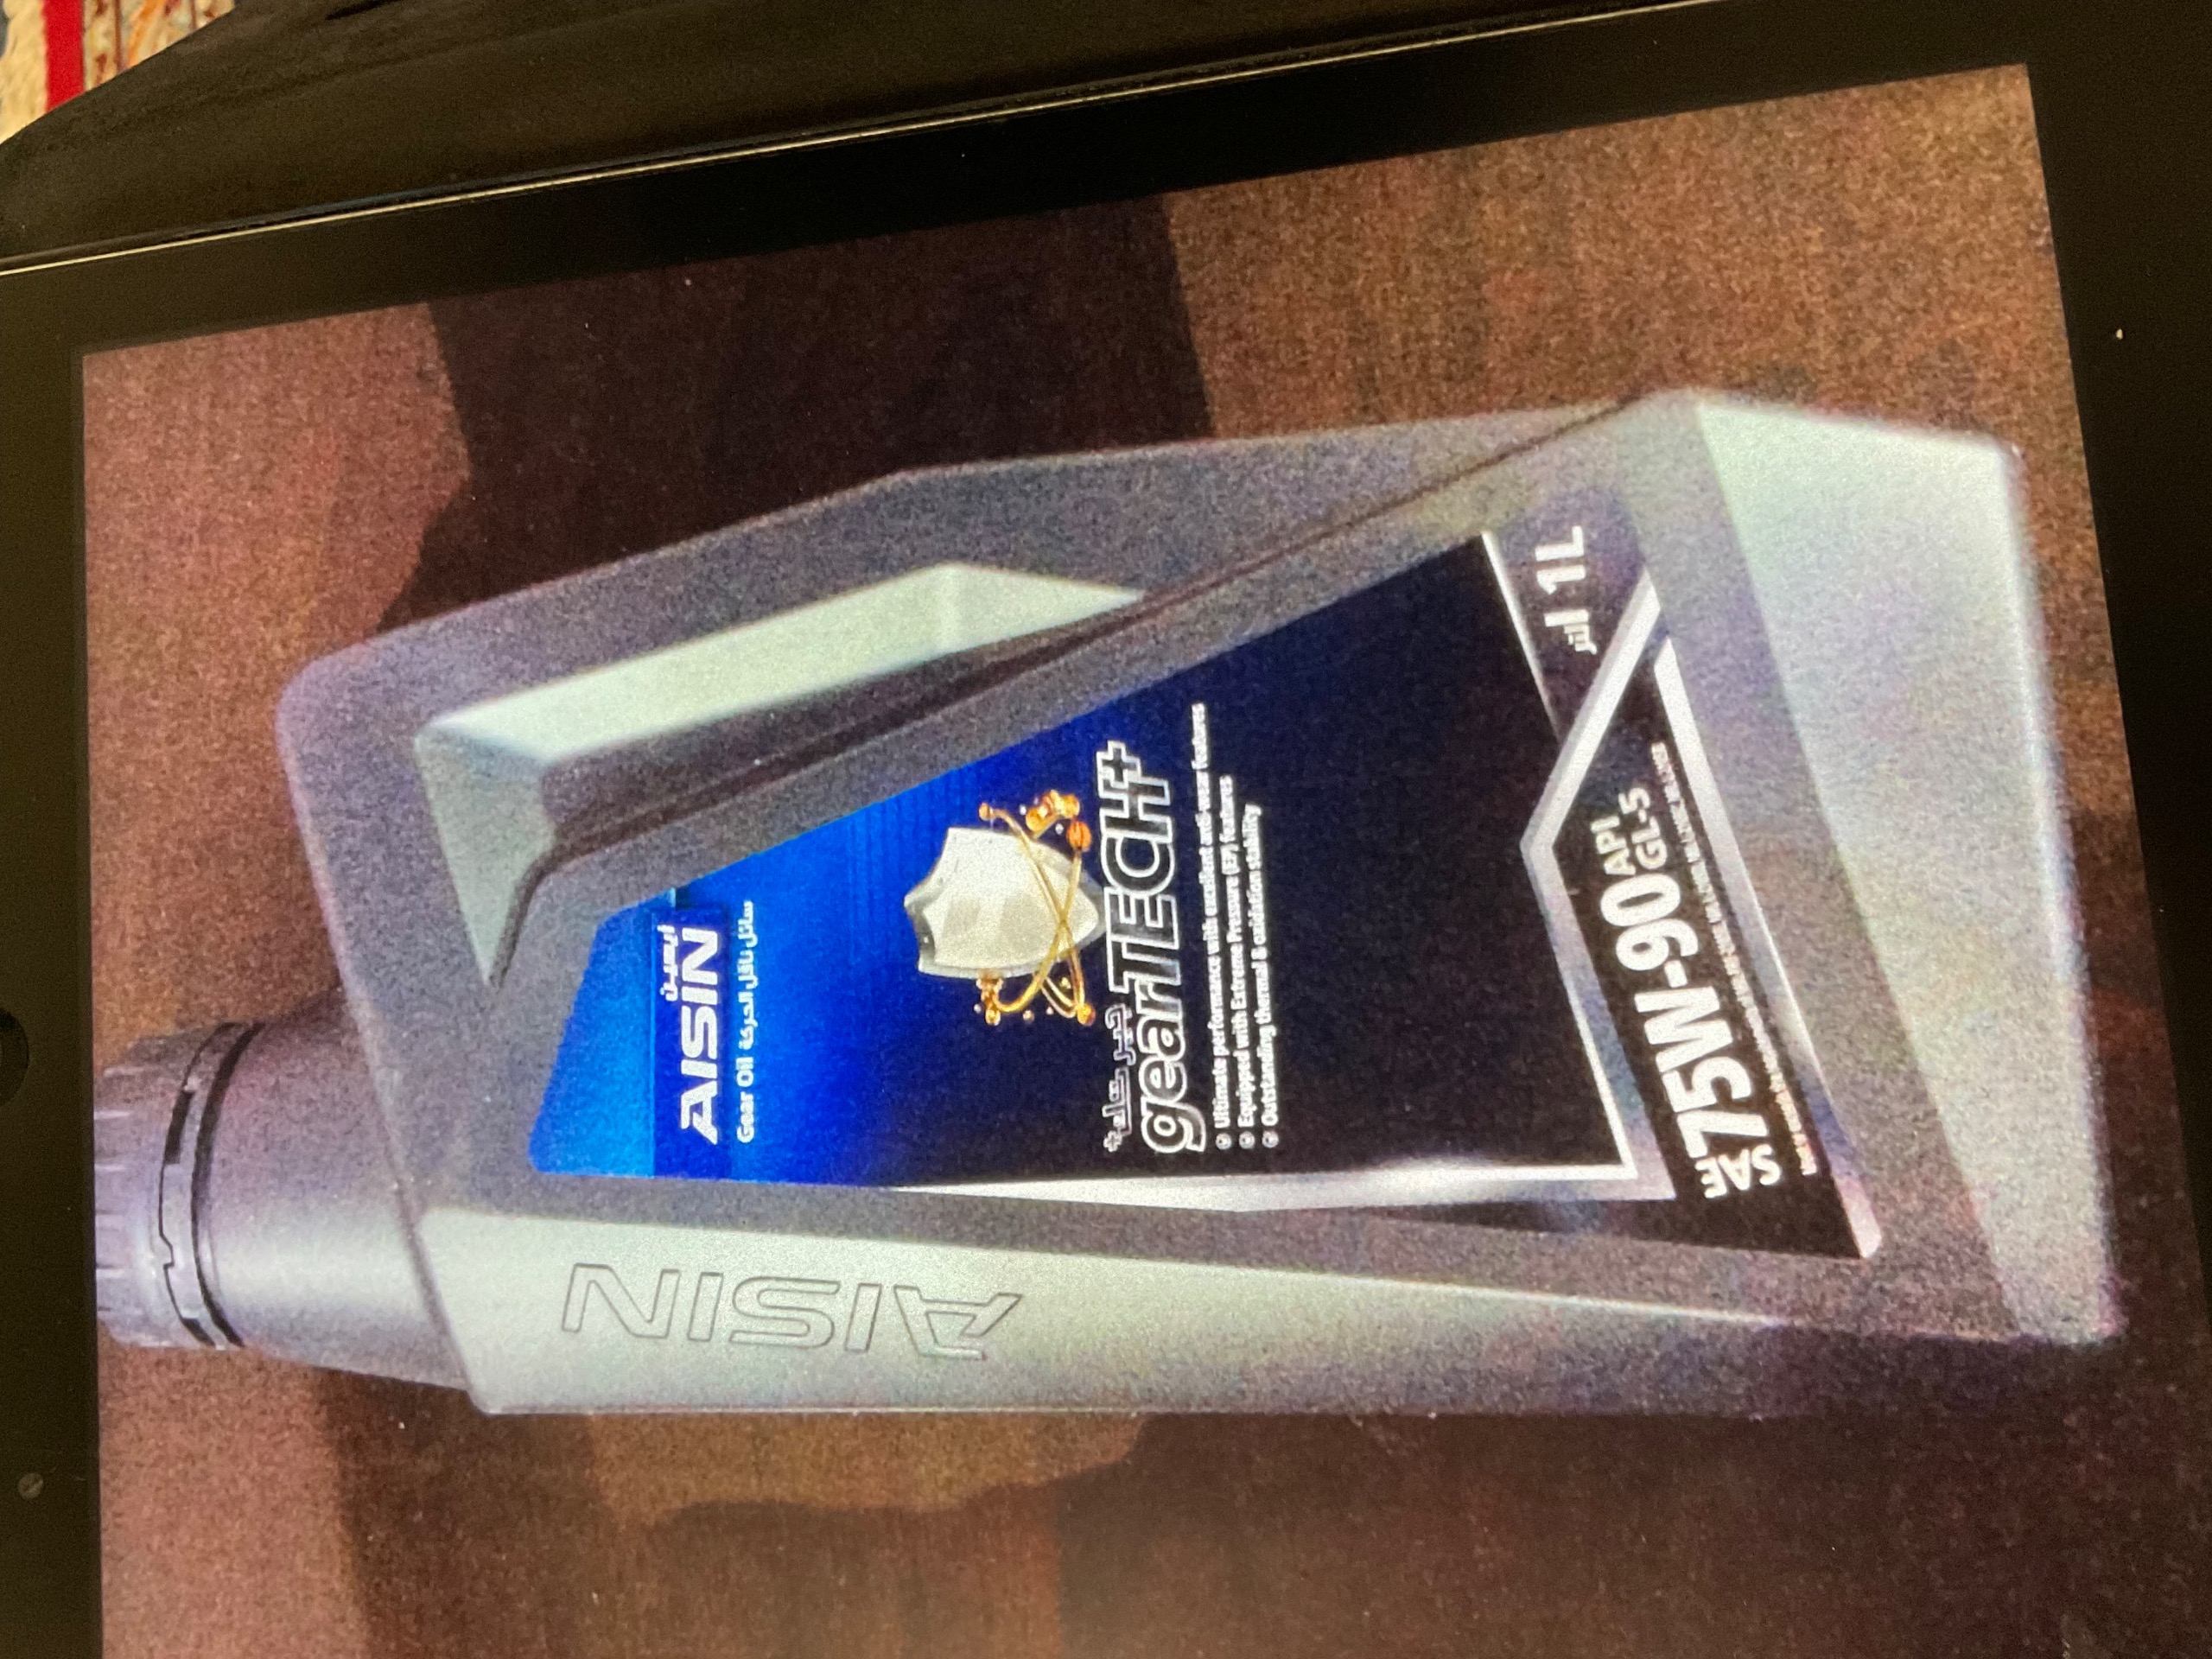 ايسين
AISIN
Gear Oil سائل ناقل الحركة
gearTECH+
Ultimate performance with excellent anti-wear features
Equipped with Extreme Pressure (EP) features
Outstanding thermal & oxidation stability
1L لتر
SAE 75W-90 API GL-5
AISIN